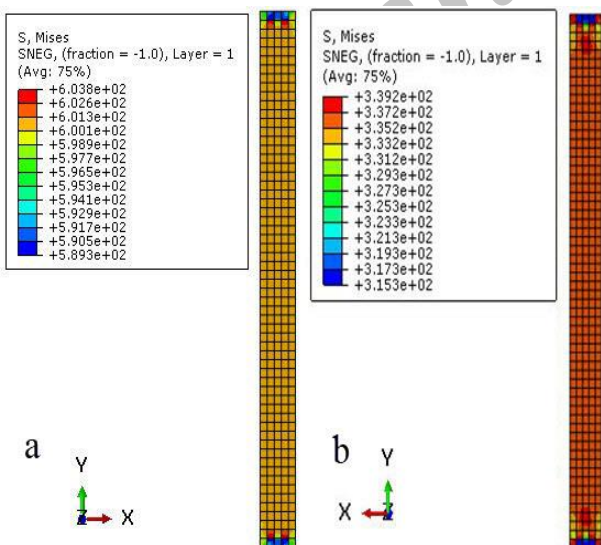 S, Mises
SNEG, (fraction = -1.0), Layer = 1
(Avg: 75%)
+6.038e+02
+6.026e+02
+6.013e+02
+6.001e+02
+5.989e+02
+5.977e+02
+5.965e+02
+5.953e+02
+5.941e+02
+5.929e+02
+5.917e+02
+5.905e+02
+5.893e+02
a
Y
Z
X
S, Mises
SNEG, (fraction = -1.0), Layer = 1
(Avg: 75%)
+3.392e+02
+3.372e+02
+3.352e+02
+3.332e+02
+3.312e+02
+3.293e+02
+3.273e+02
+3.253e+02
+3.233e+02
+3.213e+02
+3.193e+02
+3.173e+02
+3.153e+02
b
Y
X
Z